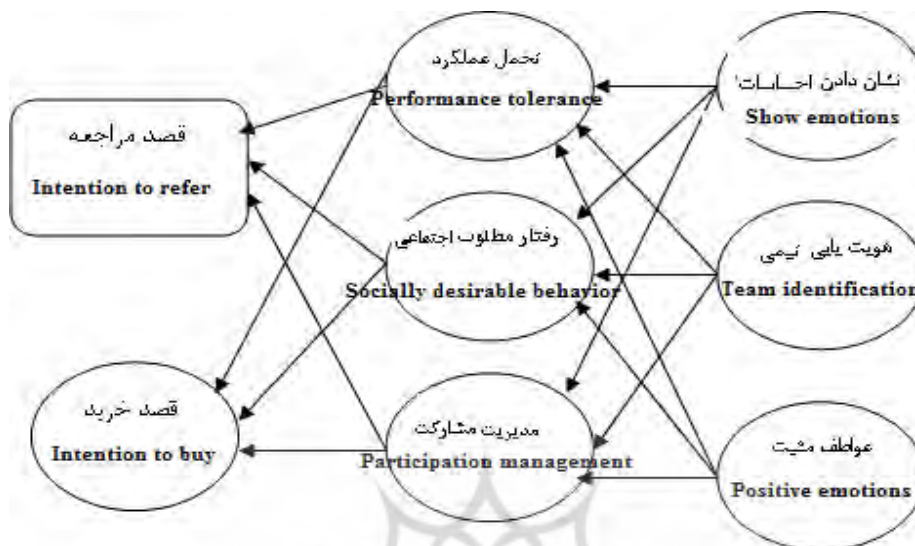 تحمل عملکرد
Performance tolerance
نشان دادن احساسات
Show emotions
قصد مراجعه
Intention to refer
رفتار مطلوب اجتماعی
Socially desirable behavior
هویت یابی تیمی
Team identification
قصد خرید
Intention to buy
مدیریت مشارکت
Participation management
عواطف مثبت
Positive emotions